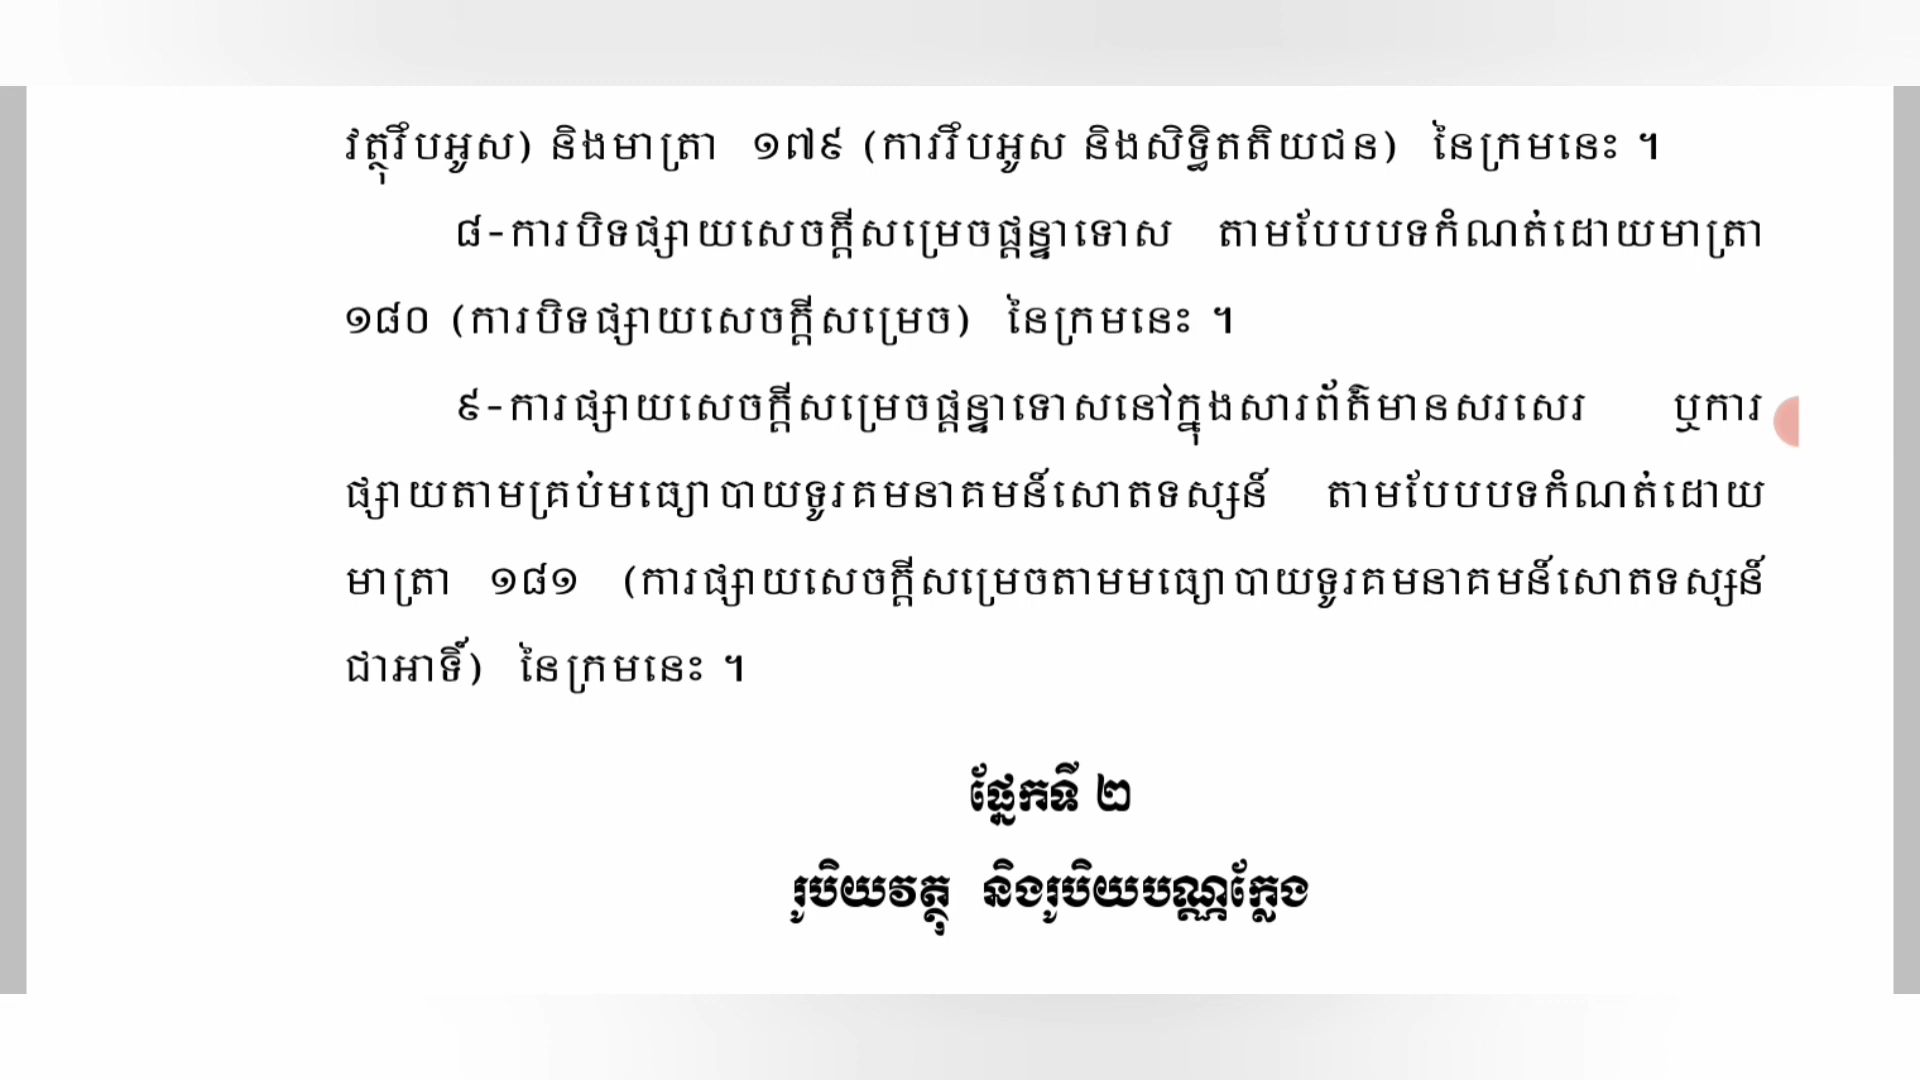 វត្ថុរឹបអូស) និងមាត្រា ១៧៩ (ការរឹបអូស និងសិទ្ធិតតិយជន) នៃក្រមនេះ ។
៨-ការបិទផ្សាយសេចក្តីសម្រេចផ្តន្ទាទោស តាមបែបបទកំណត់ដោយមាត្រា
១៨០ (ការបិទផ្សាយសេចក្តីសម្រេច) នៃក្រមនេះ ។
៩-ការផ្សាយសេចក្តីសម្រេចផ្តន្ទាទោសនៅក្នុងសារព័ត៌មានសរសេរ ឬការ
ផ្សាយតាមគ្រប់មធ្យោបាយទូរគមនាគមន៍សោតទស្សន៍ តាមបែបបទកំណត់ដោយ
មាត្រា ១៨១ (ការផ្សាយសេចក្តីសម្រេចតាមមធ្យោបាយទូរគមនាគមន៍សោតទស្សន៍
ជាអាទិ៍) នៃក្រមនេះ ។
ផ្នែកទី ២
រូបិយវត្ថុ និងរូបិយបណ្ណក្លែង